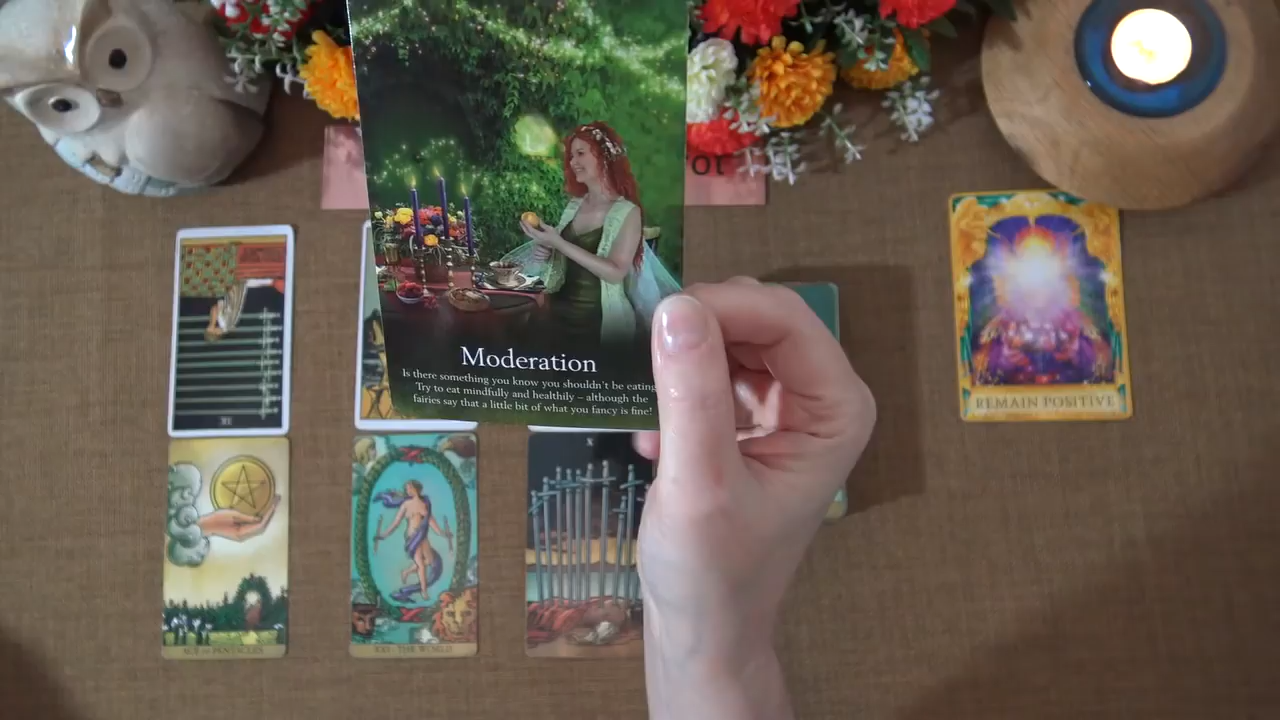 ot
Moderation
Is there something you know you shouldn't be eating
Try to eat mindfully and healthily – although the
fairies say that a little bit of what you fancy is fine!
REMAIN POSITIVE
X
ACE of PENTACLES
XXI - THE WORLD